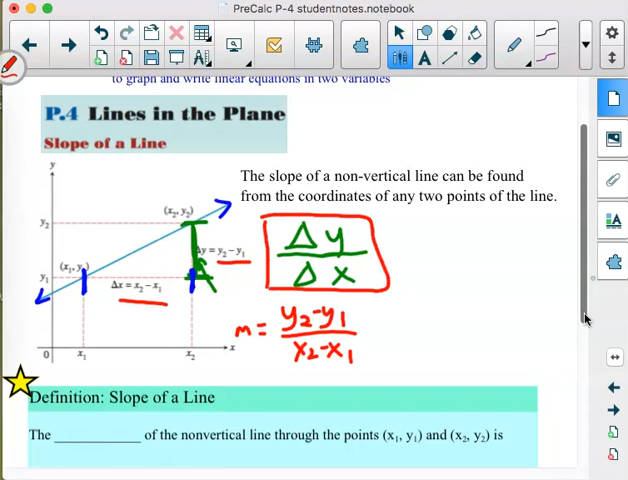 PreCalc P-4 studentnotes.notebook
to graph and write linear equations in two variables
P.4 Lines in the Plane
Slope of a Line
The slope of a non-vertical line can be found
from the coordinates of any two points of the line.
y
(x₂, y₂)
y₂
Δy = y₂ – y₁
(x₁, y
y₁
Δx = x₂ – x₁
0
x₁
x₂
x
Δy
Δx
m = y₂-y₁
x₂-x₁
Definition: Slope of a Line
The ____________ of the nonvertical line through the points (x₁, y₁) and (x₂, y₂) is